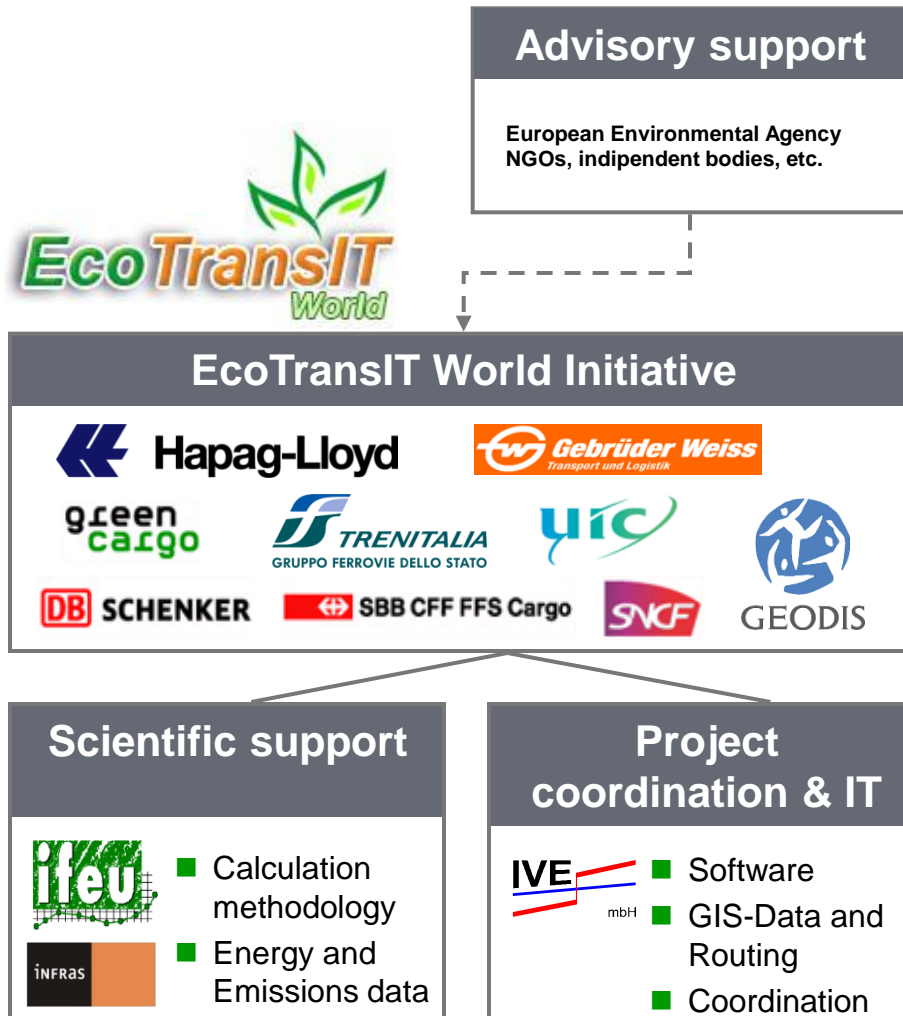 Advisory support
European Environmental Agency
NGOs, indipendent bodies, etc.
EcoTransIT
World
EcoTransIT World Initiative
Hapag-Lloyd
Gebrüder Weiss
Transport und Logistik
green
cargo
TRENITALIA
GRUPPO FERROVIE DELLO STATO
uic
GEODIS
DB SCHENKER
SBB CFF FFS Cargo
SNCF
Scientific support
ifeu
Calculation
methodology
INFRAS
Energy and
Emissions data
Project
coordination & IT
IVE
mbH
Software
GIS-Data and
Routing
Coordination